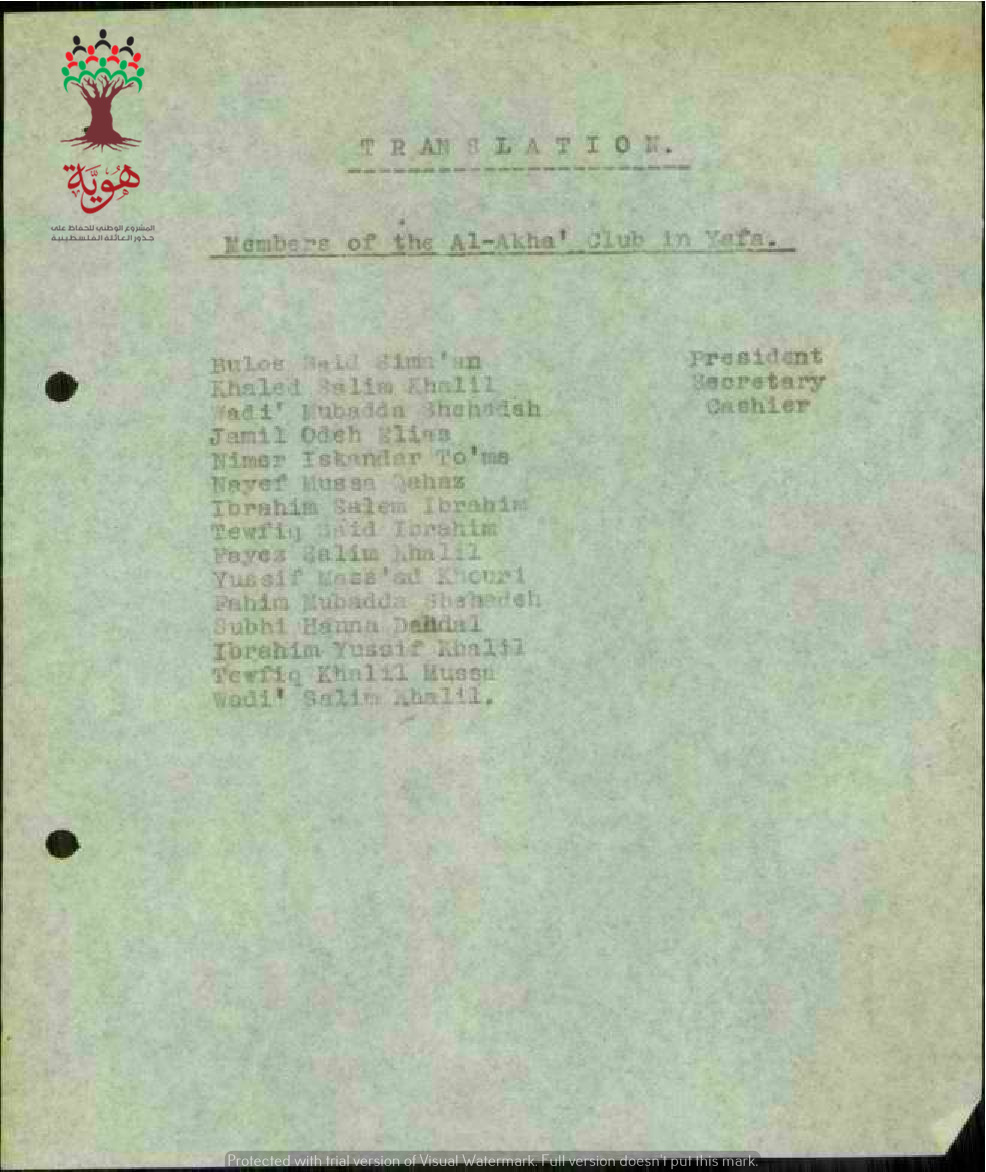 هوية
المشروع الوطني للحفاظ على
جذور العائلة الفلسطينية
TRANSLATION.
Members of the Al-Akha' Club in Yafa.
Bulos Said Sima'an President
Khaled Salim Khalil Secretary
Wadi' Mubadda Shehadeh Cashier
Jamil Odeh Elias
Nimer Iskandar To'ma
Nayef Mussa Qahaz
Ibrahim Salem Ibrahim
Tewfiq Said Ibrahim
Fayez Salim Khalil
Yussif Mass'ad Khouri
Fahim Mubadda Shehadeh
Subhi Hanna Dahdal
Ibrahim Yussif Khalil
Tewfiq Khalil Mussa
Wadi' Salim Khalil.
Protected with trial version of Visual Watermark. Full version doesn't put this mark.